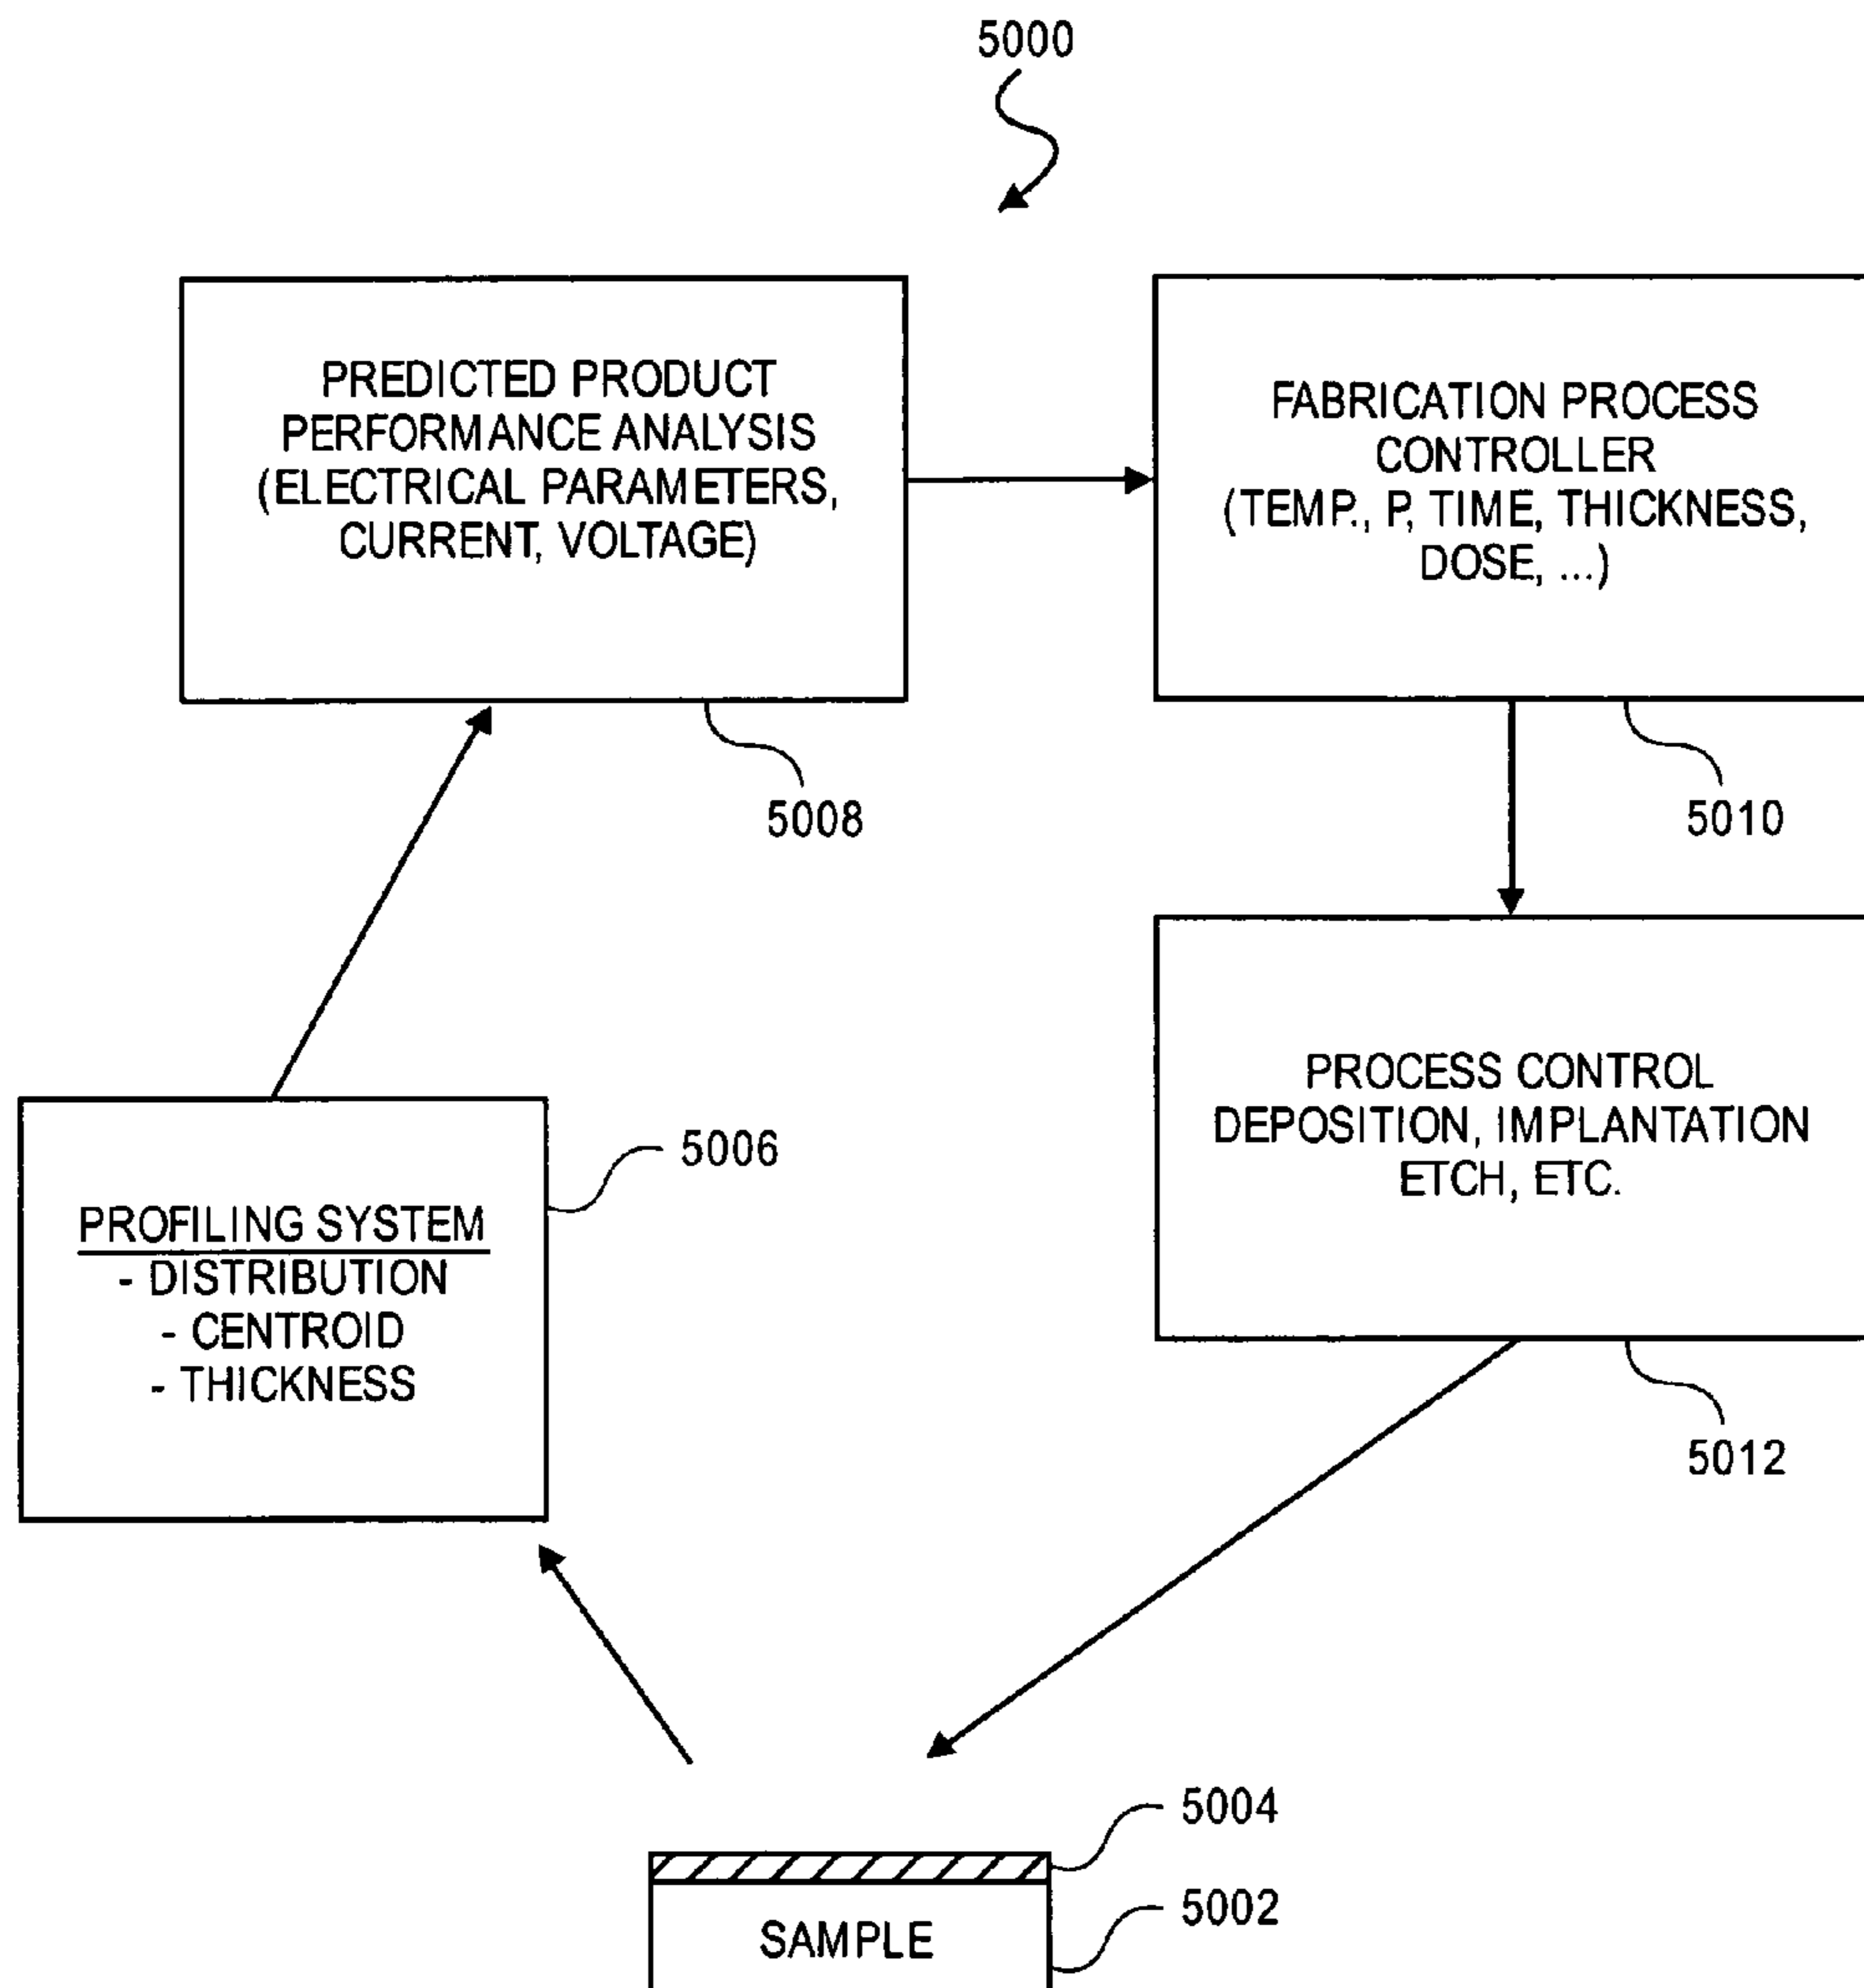 5000
PREDICTED PRODUCT
PERFORMANCE ANALYSIS
(ELECTRICAL PARAMETERS,
CURRENT, VOLTAGE)
5008
FABRICATION PROCESS
CONTROLLER
(TEMP., P, TIME, THICKNESS,
DOSE, ...)
5010
PROCESS CONTROL
DEPOSITION, IMPLANTATION
ETCH, ETC.
5012
5006
PROFILING SYSTEM
- DISTRIBUTION
- CENTROID
- THICKNESS
5004
5002
SAMPLE